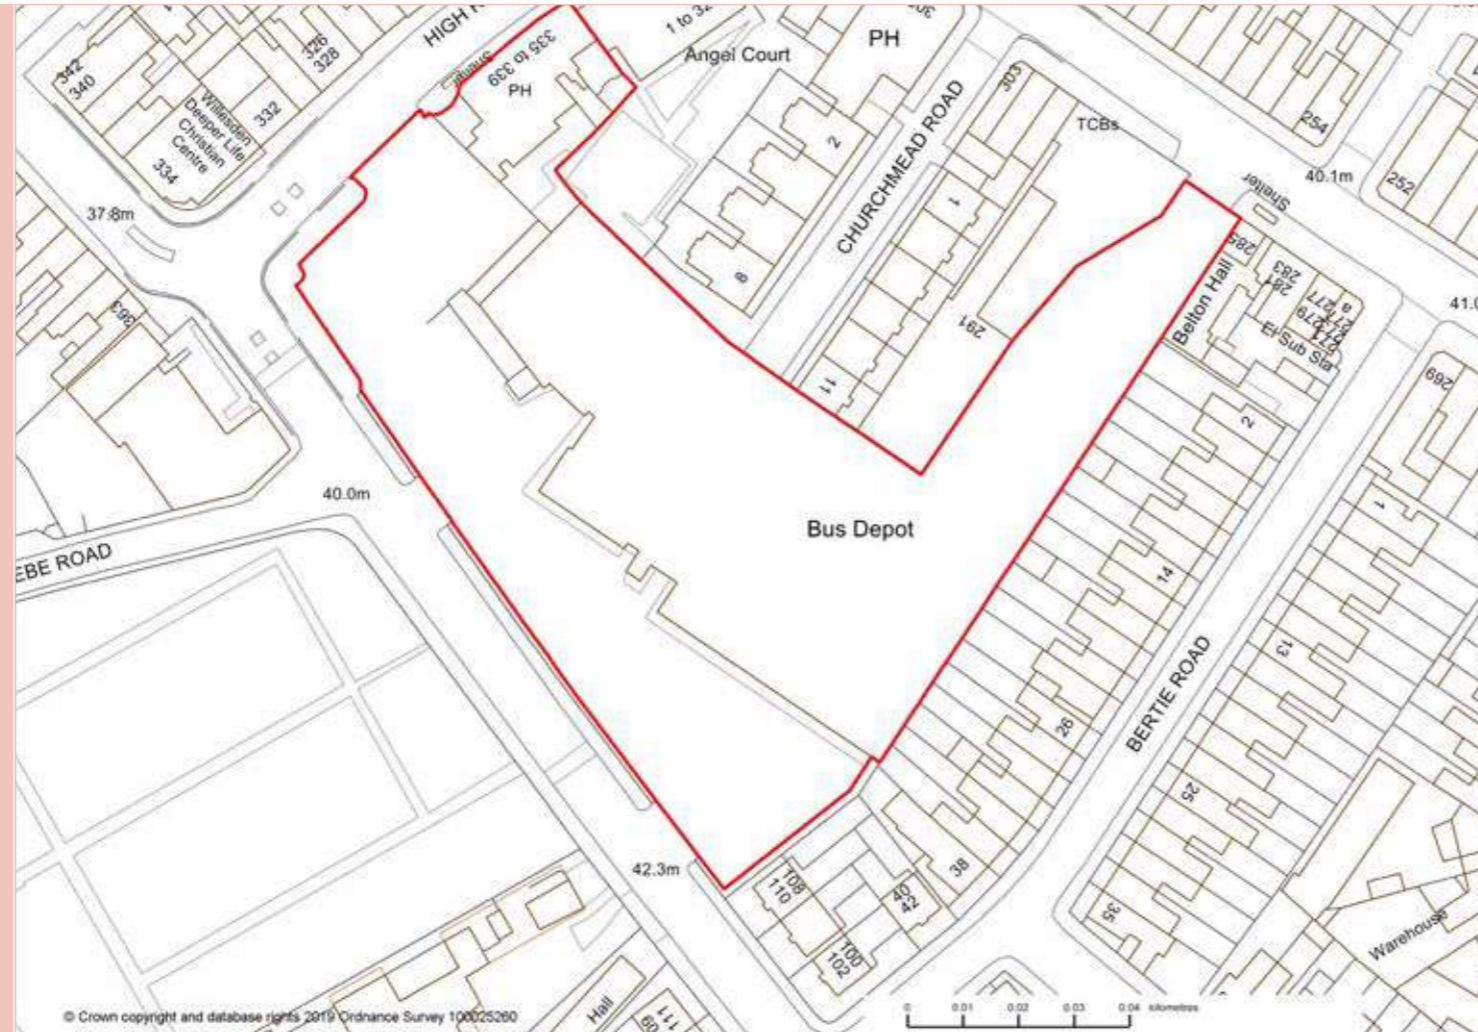 HIGH R
1 to 32
Angel Court
PH
303
342
340
326
328
332
Willesden
Deeper Life
Christian
Centre
334
Shelter
335 to 339
PH
2
CHURCHMEAD ROAD
TCBs
254
40.1m
252
Shelter
37.8m
1
8
285
Belton Hall
283
281
277
a
279
El Sub Sta
41.0
363
291
11
269
2
40.0m
Bus Depot
1
EBE ROAD
14
13
BERTIE ROAD
26
25
42.3m
108
110
38
40
42
35
100
102
Warehouse
Hall
111
109
© Crown copyright and database rights 2019 Ordnance Survey 100025260
0 0.01 0.02 0.03 0.04 kilometres